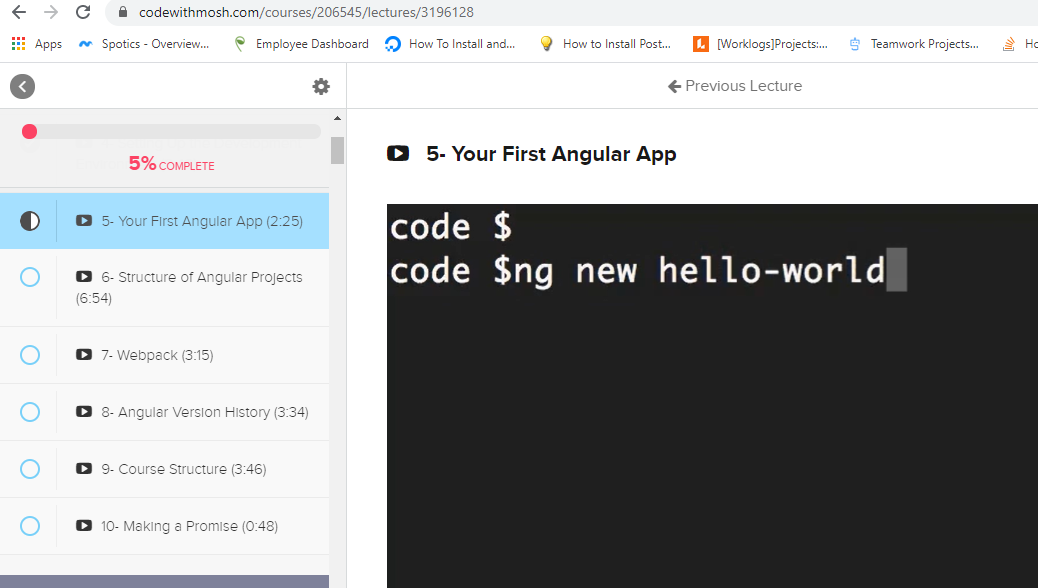 codewithmosh.com/courses/206545/lectures/3196128
Apps Spotics - Overview... Employee Dashboard How To Install and... How to Install Post... [Worklogs]Projects:... Teamwork Projects... Ho
Previous Lecture
5% COMPLETE
5- Your First Angular App (2:25)
6- Structure of Angular Projects
(6:54)
7- Webpack (3:15)
8- Angular Version History (3:34)
9- Course Structure (3:46)
10- Making a Promise (0:48)
5- Your First Angular App
code $
code $ng new hello-world